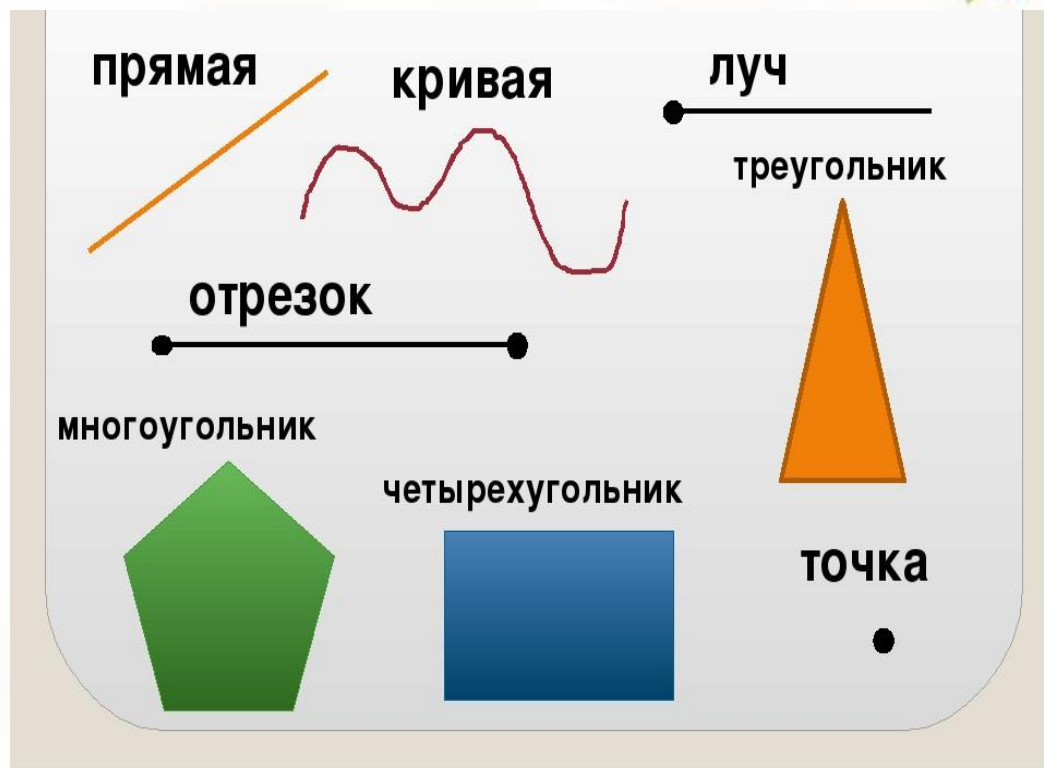 прямая
кривая
луч
треугольник
отрезок
многоугольник
четырехугольник
точка